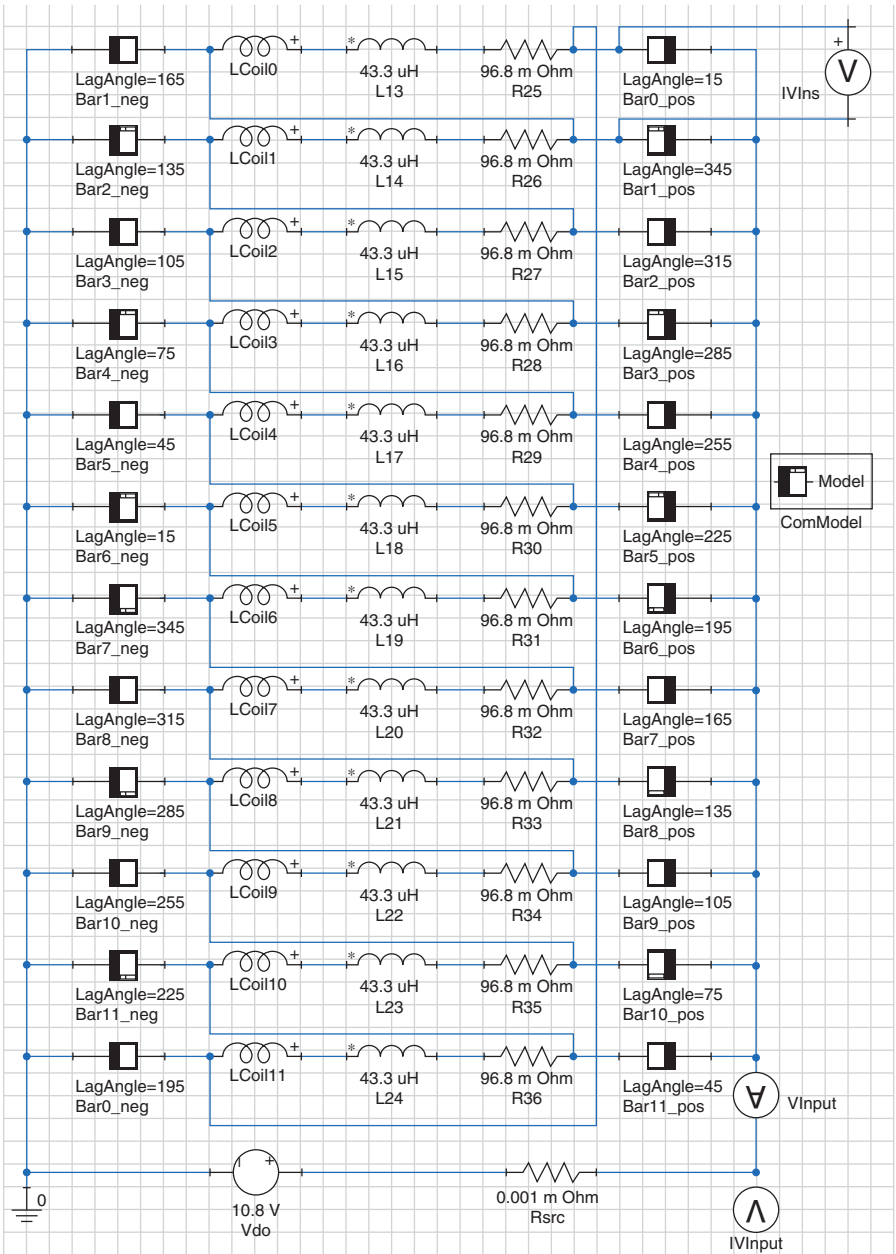 LCoil0 + * 43.3 uH L13 96.8 m Ohm R25
LagAngle=165
Bar1_neg
LagAngle=15
Bar0_pos
+
V
IVIns
LCoil1 + * 43.3 uH L14 96.8 m Ohm R26
LagAngle=135
Bar2_neg
LagAngle=345
Bar1_pos
LCoil2 + * 43.3 uH L15 96.8 m Ohm R27
LagAngle=105
Bar3_neg
LagAngle=315
Bar2_pos
LCoil3 + * 43.3 uH L16 96.8 m Ohm R28
LagAngle=75
Bar4_neg
LagAngle=285
Bar3_pos
LCoil4 + * 43.3 uH L17 96.8 m Ohm R29
LagAngle=45
Bar5_neg
LagAngle=255
Bar4_pos
Model
ComModel
LCoil5 + * 43.3 uH L18 96.8 m Ohm R30
LagAngle=15
Bar6_neg
LagAngle=225
Bar5_pos
LCoil6 + * 43.3 uH L19 96.8 m Ohm R31
LagAngle=345
Bar7_neg
LagAngle=195
Bar6_pos
LCoil7 + * 43.3 uH L20 96.8 m Ohm R32
LagAngle=315
Bar8_neg
LagAngle=165
Bar7_pos
LCoil8 + * 43.3 uH L21 96.8 m Ohm R33
LagAngle=285
Bar9_neg
LagAngle=135
Bar8_pos
LCoil9 + * 43.3 uH L22 96.8 m Ohm R34
LagAngle=255
Bar10_neg
LagAngle=105
Bar9_pos
LCoil10 + * 43.3 uH L23 96.8 m Ohm R35
LagAngle=225
Bar11_neg
LagAngle=75
Bar10_pos
LCoil11 + * 43.3 uH L24 96.8 m Ohm R36
LagAngle=195
Bar0_neg
LagAngle=45
Bar11_pos
A
VInput
0
+
10.8 V
Vdo
0.001 m Ohm
Rsrc
V
IVInput